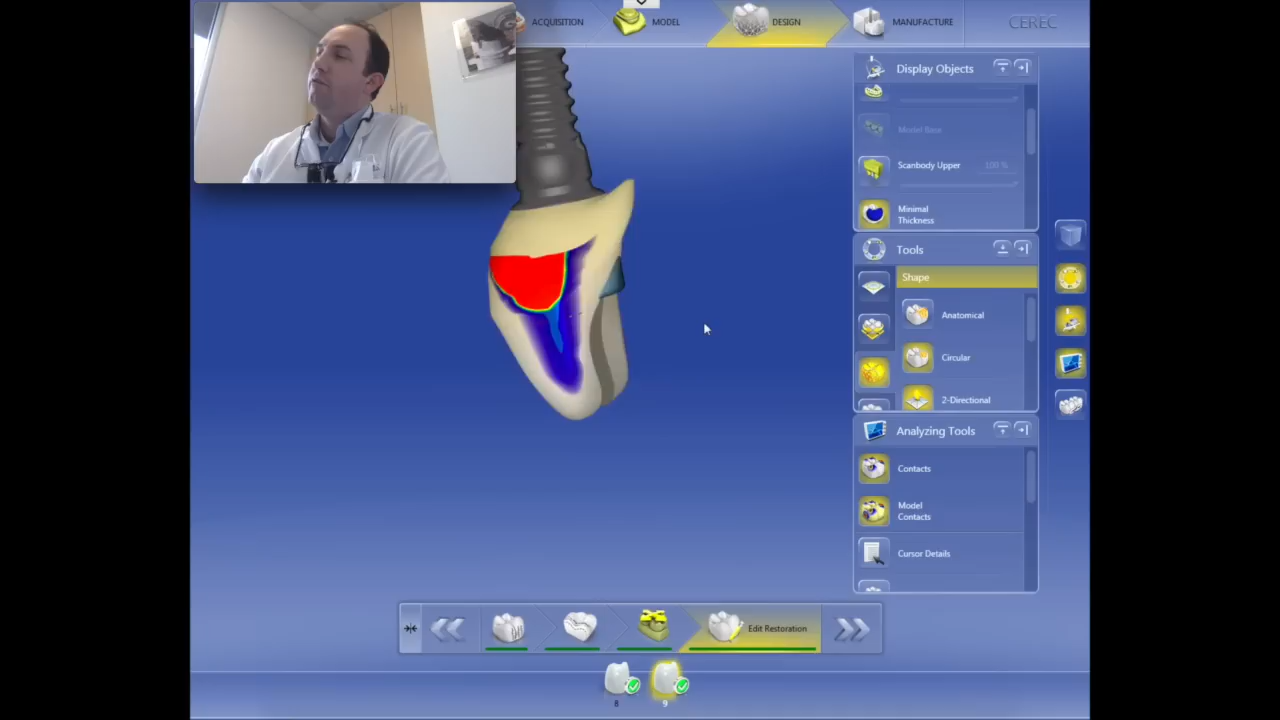 ACQUISITION
MODEL
DESIGN
MANUFACTURE
CEREC
Display Objects
Model Base
Scanbody Upper 100 %
Minimal
Thickness
Tools
Shape
Anatomical
Circular
2-Directional
Analyzing Tools
Contacts
Model
Contacts
Cursor Details
Edit Restoration
8
9